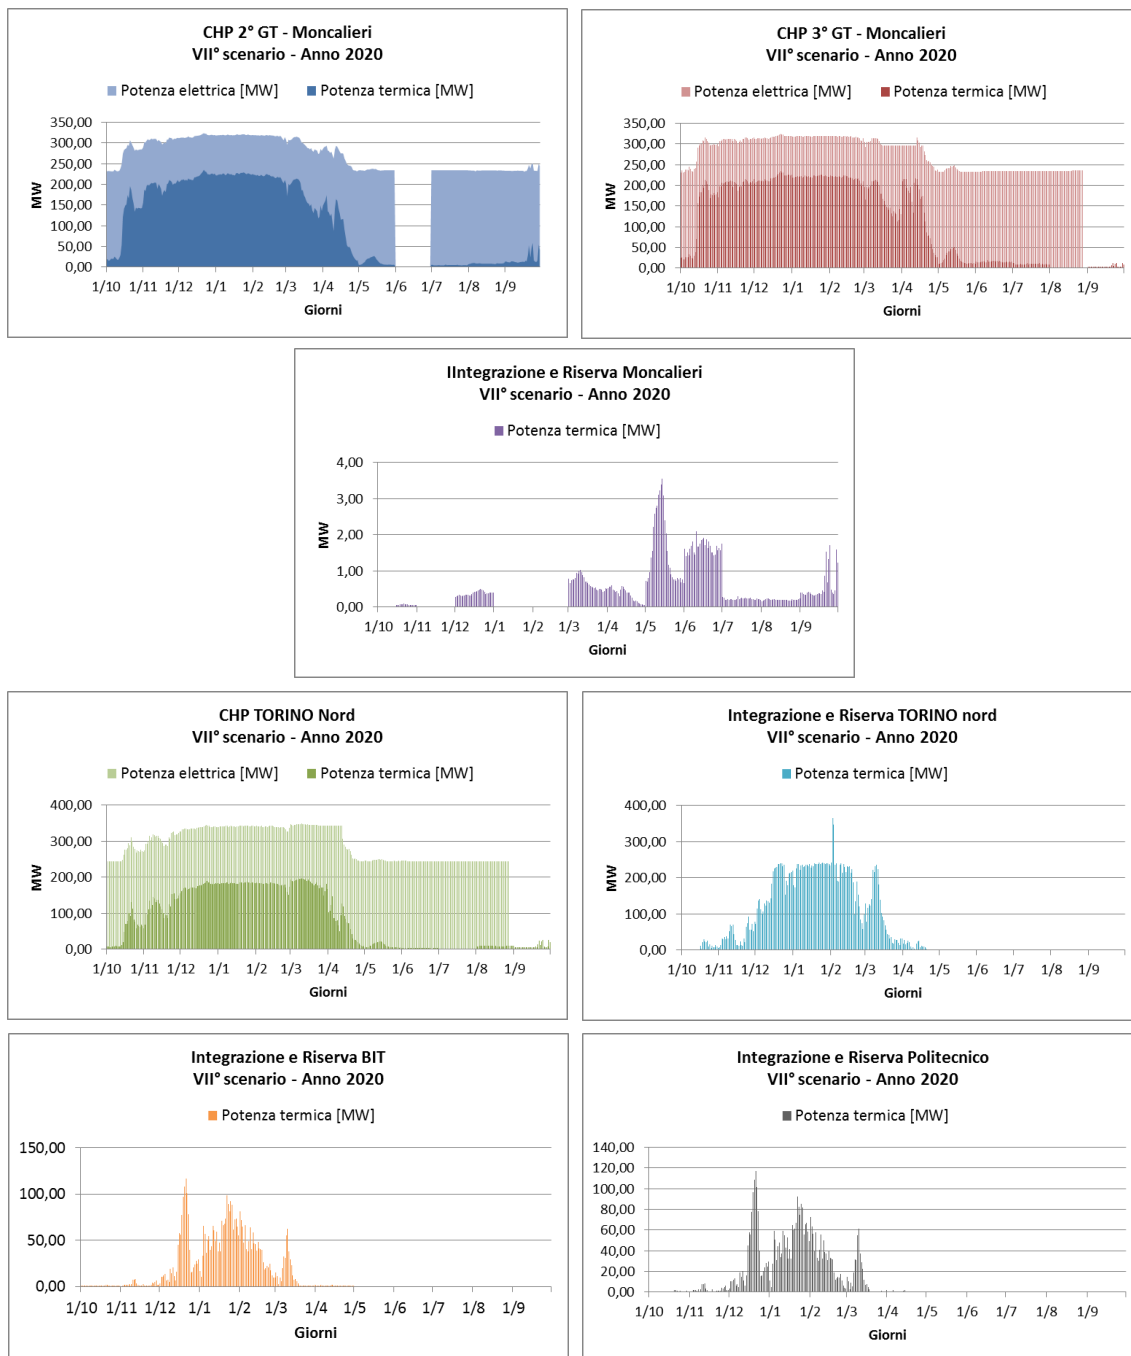 CHP 2° GT - Moncalieri
VII° scenario - Anno 2020
Potenza elettrica [MW] Potenza termica [MW]
350,00
300,00
250,00
200,00
150,00
100,00
50,00
0,00
MW
1/10 1/11 1/12 1/1 1/2 1/3 1/4 1/5 1/6 1/7 1/8 1/9
Giorni
CHP 3° GT - Moncalieri
VII° scenario - Anno 2020
Potenza elettrica [MW] Potenza termica [MW]
350,00
300,00
250,00
200,00
150,00
100,00
50,00
0,00
MW
1/10 1/11 1/12 1/1 1/2 1/3 1/4 1/5 1/6 1/7 1/8 1/9
Giorni
IIntegrazione e Riserva Moncalieri
VII° scenario - Anno 2020
Potenza termica [MW]
4,00
3,00
2,00
1,00
0,00
MW
1/10 1/11 1/12 1/1 1/2 1/3 1/4 1/5 1/6 1/7 1/8 1/9
Giorni
CHP TORINO Nord
VII° scenario - Anno 2020
Potenza elettrica [MW] Potenza termica [MW]
400,00
300,00
200,00
100,00
0,00
MW
1/10 1/11 1/12 1/1 1/2 1/3 1/4 1/5 1/6 1/7 1/8 1/9
Giorni
Integrazione e Riserva TORINO nord
VII° scenario - Anno 2020
Potenza termica [MW]
400,00
300,00
200,00
100,00
0,00
MW
1/10 1/11 1/12 1/1 1/2 1/3 1/4 1/5 1/6 1/7 1/8 1/9
Giorni
Integrazione e Riserva BIT
VII° scenario - Anno 2020
Potenza termica [MW]
150,00
100,00
50,00
0,00
1/10 1/11 1/12 1/1 1/2 1/3 1/4 1/5 1/6 1/7 1/8 1/9
Giorni
Integrazione e Riserva Politecnico
VII° scenario - Anno 2020
Potenza termica [MW]
140,00
120,00
100,00
80,00
60,00
40,00
20,00
0,00
1/10 1/11 1/12 1/1 1/2 1/3 1/4 1/5 1/6 1/7 1/8 1/9
Giorni